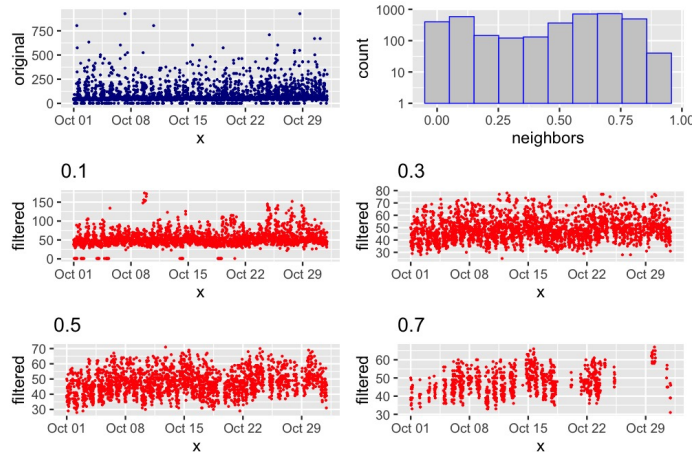 original
750
500
250
0
Oct 01 Oct 08 Oct 15 Oct 22 Oct 29
x
count
1000
100
10
1
0.00 0.25 0.50 0.75 1.00
neighbors
0.1
filtered
150
100
50
0
Oct 01 Oct 08 Oct 15 Oct 22 Oct 29
x
0.3
filtered
80
70
60
50
40
30
Oct 01 Oct 08 Oct 15 Oct 22 Oct 29
x
0.5
filtered
70
60
50
40
30
Oct 01 Oct 08 Oct 15 Oct 22 Oct 29
x
0.7
filtered
60
50
40
30
Oct 01 Oct 08 Oct 15 Oct 22 Oct 29
x